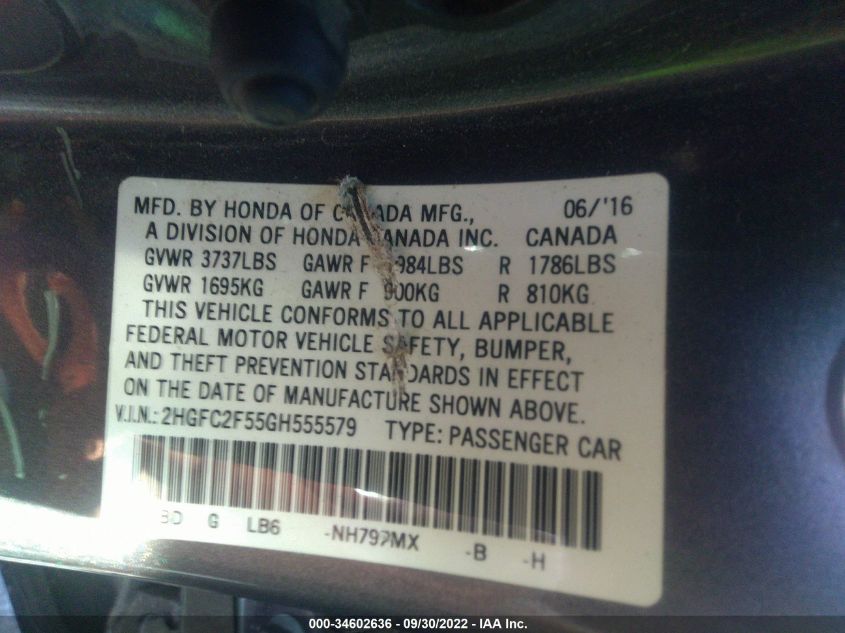 MFD. BY HONDA OF CANADA MFG., 06/'16
A DIVISION OF HONDA CANADA INC. CANADA
GVWR 3737LBS GAWR F 984LBS R 1786LBS
GVWR 1695KG GAWR F 900KG R 810KG
THIS VEHICLE CONFORMS TO ALL APPLICABLE
FEDERAL MOTOR VEHICLE SAFETY, BUMPER,
AND THEFT PREVENTION STANDARDS IN EFFECT
ON THE DATE OF MANUFACTURE SHOWN ABOVE.
V.I.N.: 2HGFC2F55GH555579 TYPE: PASSENGER CAR
G LB6 -NH797MX -B -H
000-34602636 - 09/30/2022 - IAA Inc.